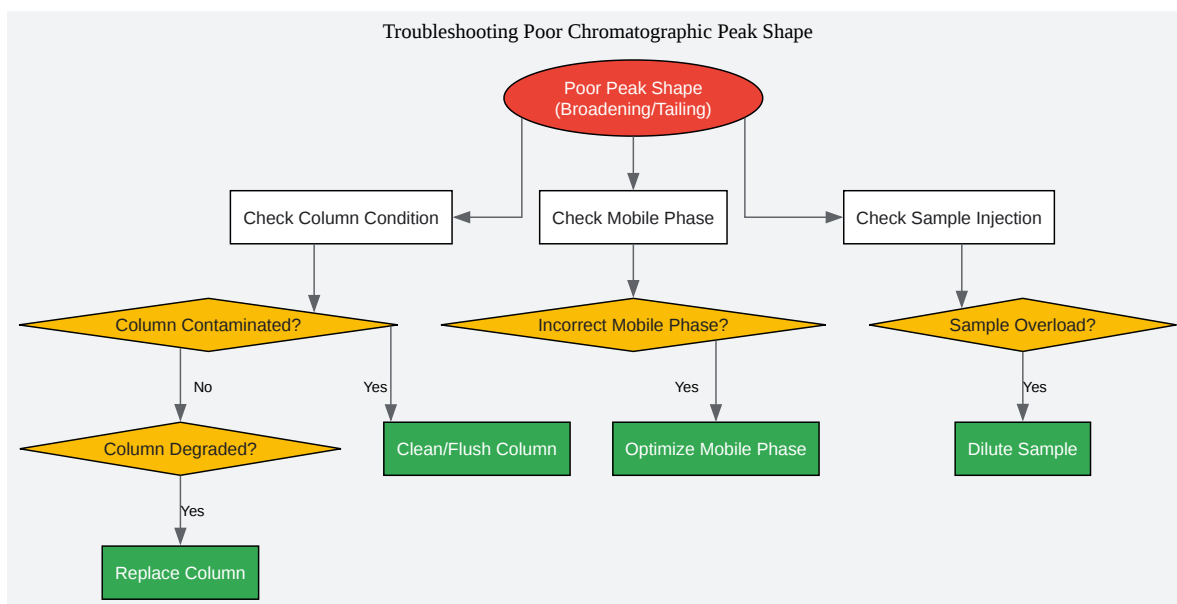 Troubleshooting Poor Chromatographic Peak Shape
Poor Peak Shape
(Broadening/Tailing)
Check Column Condition
Check Mobile Phase
Check Sample Injection
Column Contaminated?
Incorrect Mobile Phase?
Sample Overload?
No
Yes
Yes
Yes
Column Degraded?
Clean/Flush Column
Optimize Mobile Phase
Dilute Sample
Yes
Replace Column